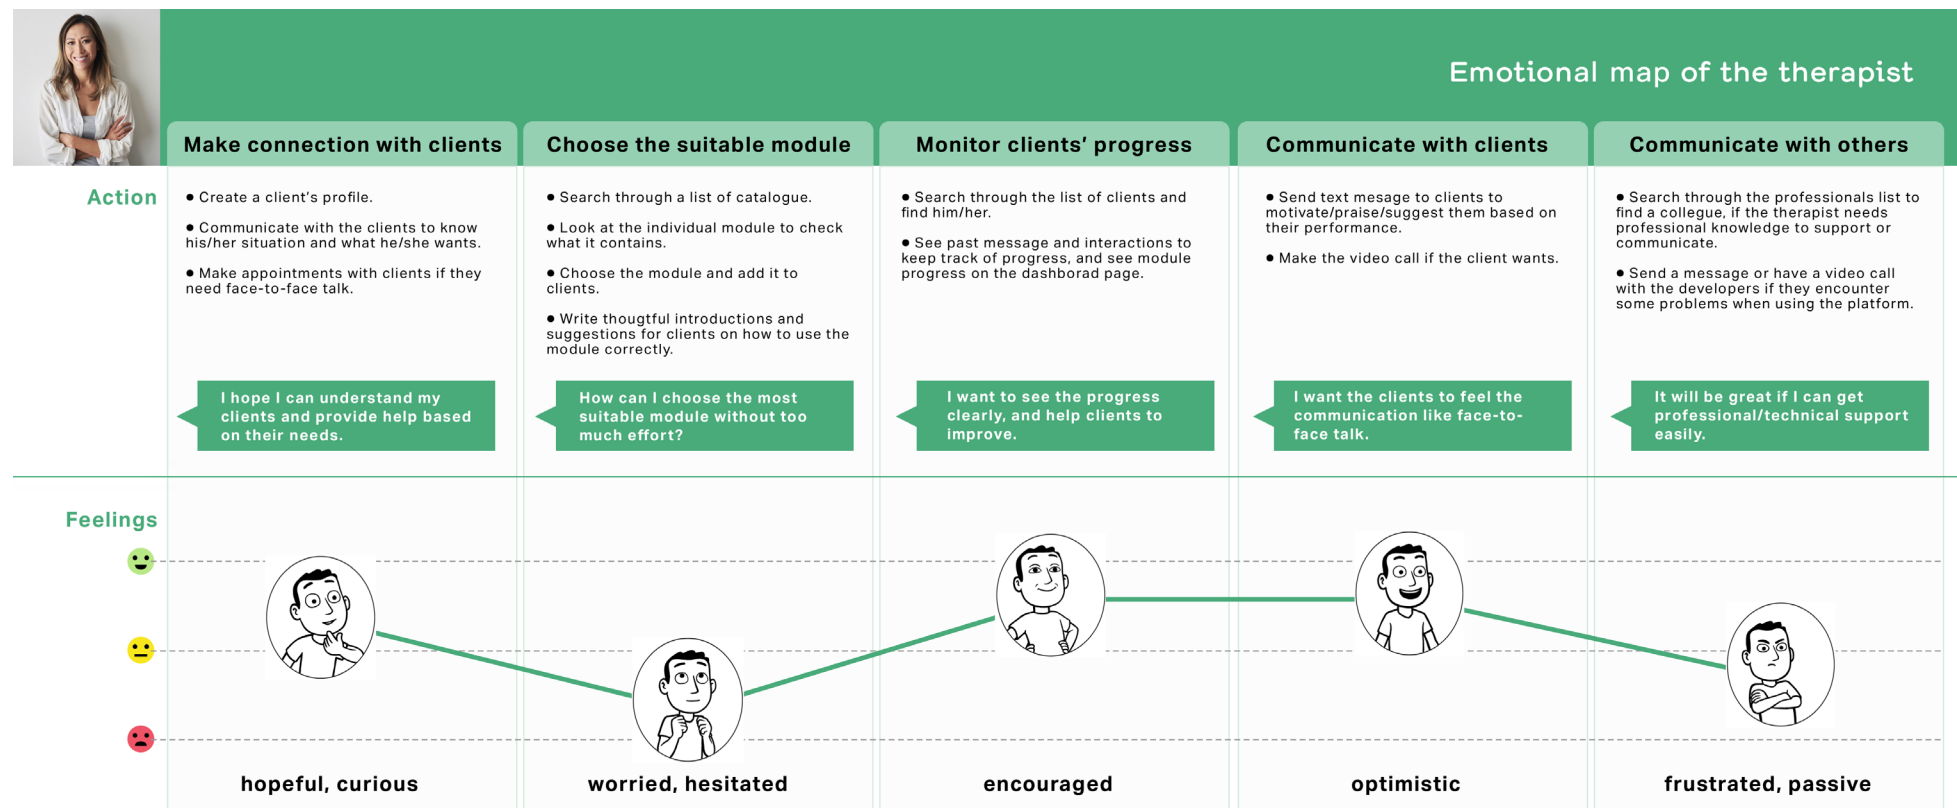 Emotional map of the therapist
Make connection with clients
Choose the suitable module
Monitor clients' progress
Communicate with clients
Communicate with others
Action
● Create a client's profile.
● Communicate with the clients to know
his/her situation and what he/she wants.
● Make appointments with clients if they
need face-to-face talk.
● Search through a list of catalogue.
● Look at the individual module to check
what it contains.
● Choose the module and add it to
clients.
● Write thougtful introductions and
suggestions for clients on how to use the
module correctly.
● Search through the list of clients and
find him/her.
● See past message and interactions to
keep track of progress, and see module
progress on the dashborad page.
● Send text mesage to clients to
motivate/praise/suggest them based on
their performance.
● Make the video call if the client wants.
● Search through the professionals list to
find a collegue, if the therapist needs
professional knowledge to support or
communicate.
● Send a message or have a video call
with the developers if they encounter
some problems when using the platform.
I hope I can understand my
clients and provide help based
on their needs.
How can I choose the most
suitable module without too
much effort?
I want to see the progress
clearly, and help clients to
improve.
I want the clients to feel the
communication like face-to-
face talk.
It will be great if I can get
professional/technical support
easily.
Feelings
hopeful, curious
worried, hesitated
encouraged
optimistic
frustrated, passive